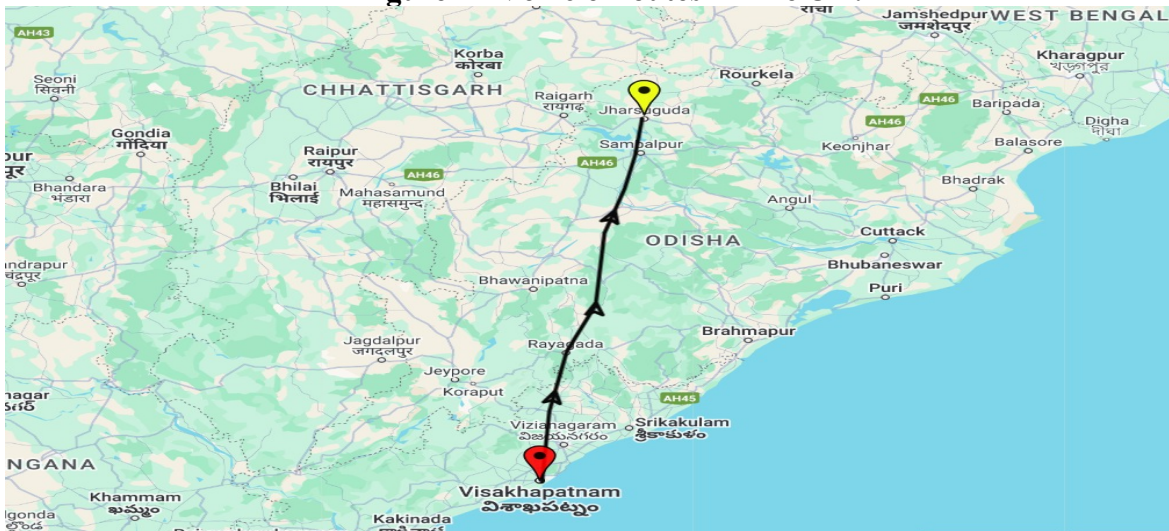 राँची
Jamshedpur
जमशेदपुर
WEST BENGAL
AH43
Korba
कोरबा
Kharagpur
খড়্গপুর
Seoni
सिवनी
CHHATTISGARH
Rourkela
Raigarh
रायगढ़
Jharsuguda
AH46
Baripada
Digha
দীঘা
Gondia
गोंदिया
Sambalpur
Keonjhar
AH46
Balasore
Raipur
रायपुर
AH46
AH46
Bhandara
भंडारा
Bhilai
भिलाई
Mahasamund
महासमुन्द
Bhadrak
Angul
ODISHA
Cuttack
Bhubaneswar
Bhawanipatna
Puri
Brahmapur
Jagdalpur
जगदलपुर
Rayagada
Jeypore
Koraput
AH45
Vizianagaram
విజయనగరం
Srikakulam
శ్రీకాకుళం
NGANA
Visakhapatnam
విశాఖపట్నం
Khammam
ఖమ్మం
Kakinada